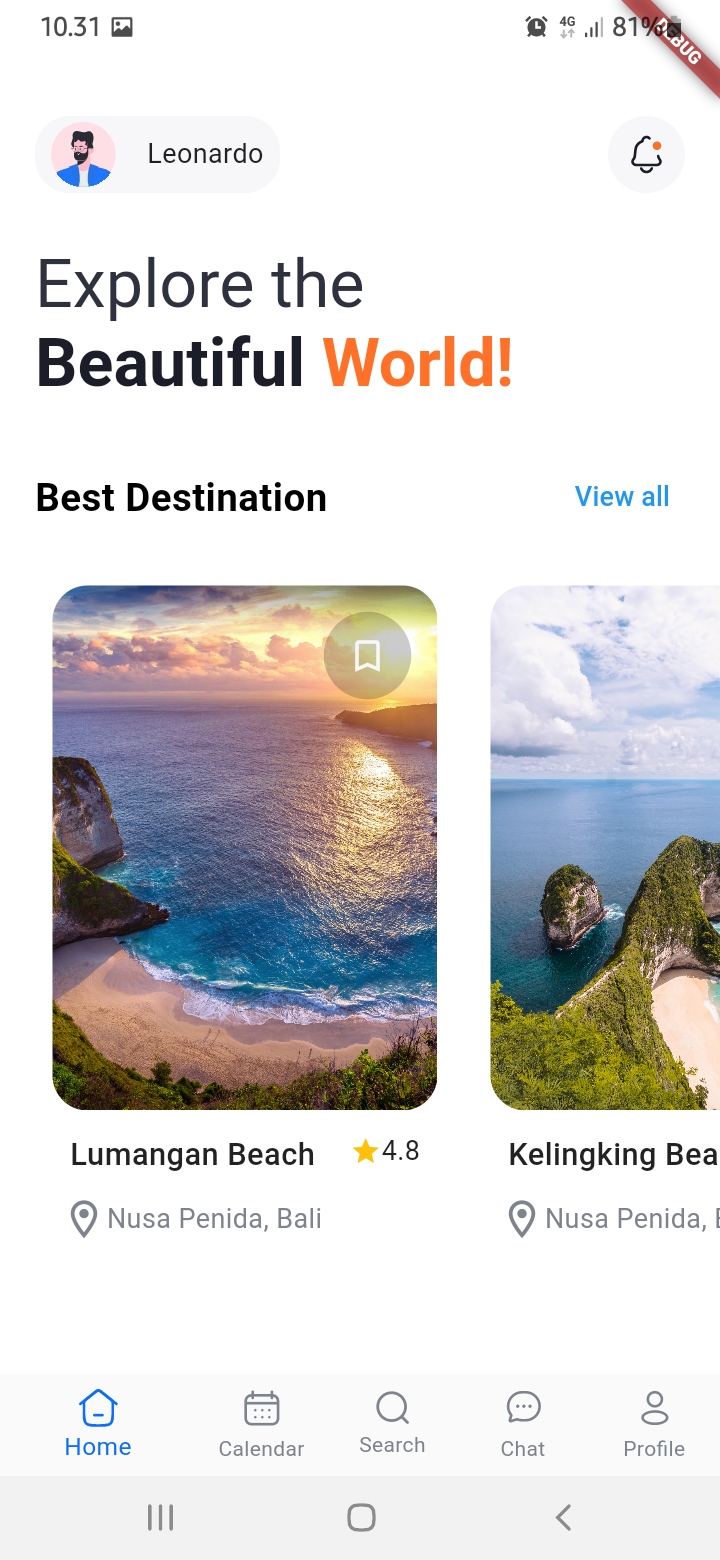 10.31 4G 81%
DEBUG
Leonardo
Explore the
Beautiful World!
Best Destination View all
Lumangan Beach 4.8 Kelingking Bea
Nusa Penida, Bali Nusa Penida,
Home Calendar Search Chat Profile